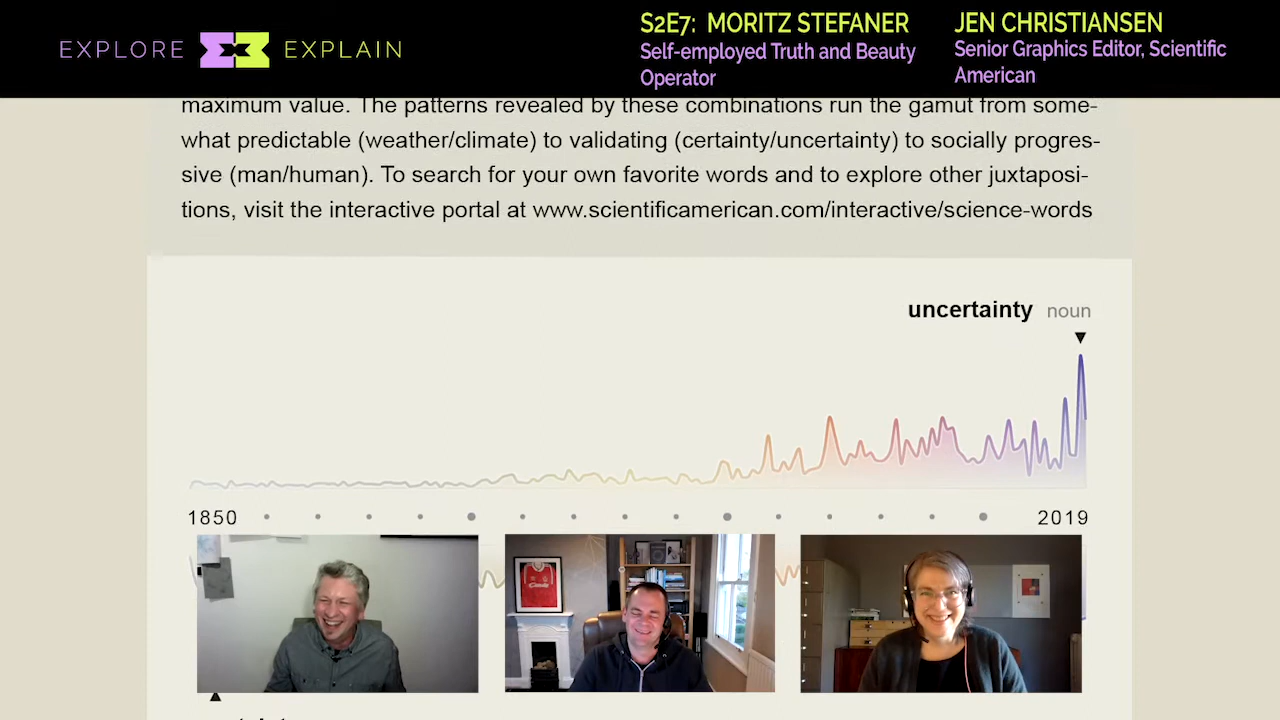 EXPLORE EXPLAIN
S2E7: MORITZ STEFANER
Self-employed Truth and Beauty
Operator
JEN CHRISTIANSEN
Senior Graphics Editor, Scientific
American
maximum value. The patterns revealed by these combinations run the gamut from some-
what predictable (weather/climate) to validating (certainty/uncertainty) to socially progres-
sive (man/human). To search for your own favorite words and to explore other juxtaposi-
tions, visit the interactive portal at www.scientificamerican.com/interactive/science-words
uncertainty noun
1850
2019